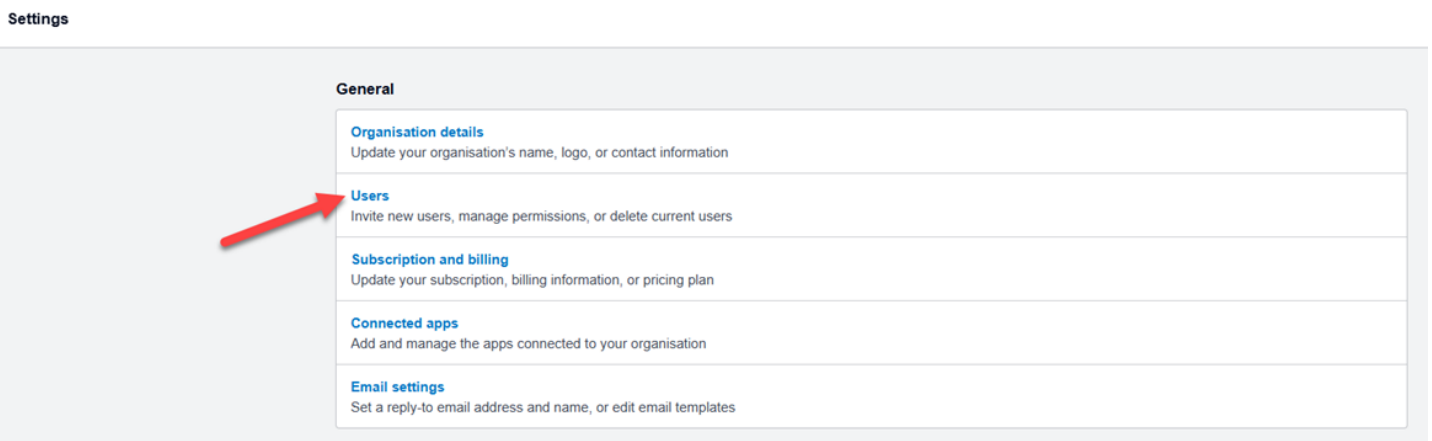 Settings
General
Organisation details
Update your organisation's name, logo, or contact information
Users
Invite new users, manage permissions, or delete current users
Subscription and billing
Update your subscription, billing information, or pricing plan
Connected apps
Add and manage the apps connected to your organisation
Email settings
Set a reply-to email address and name, or edit email templates